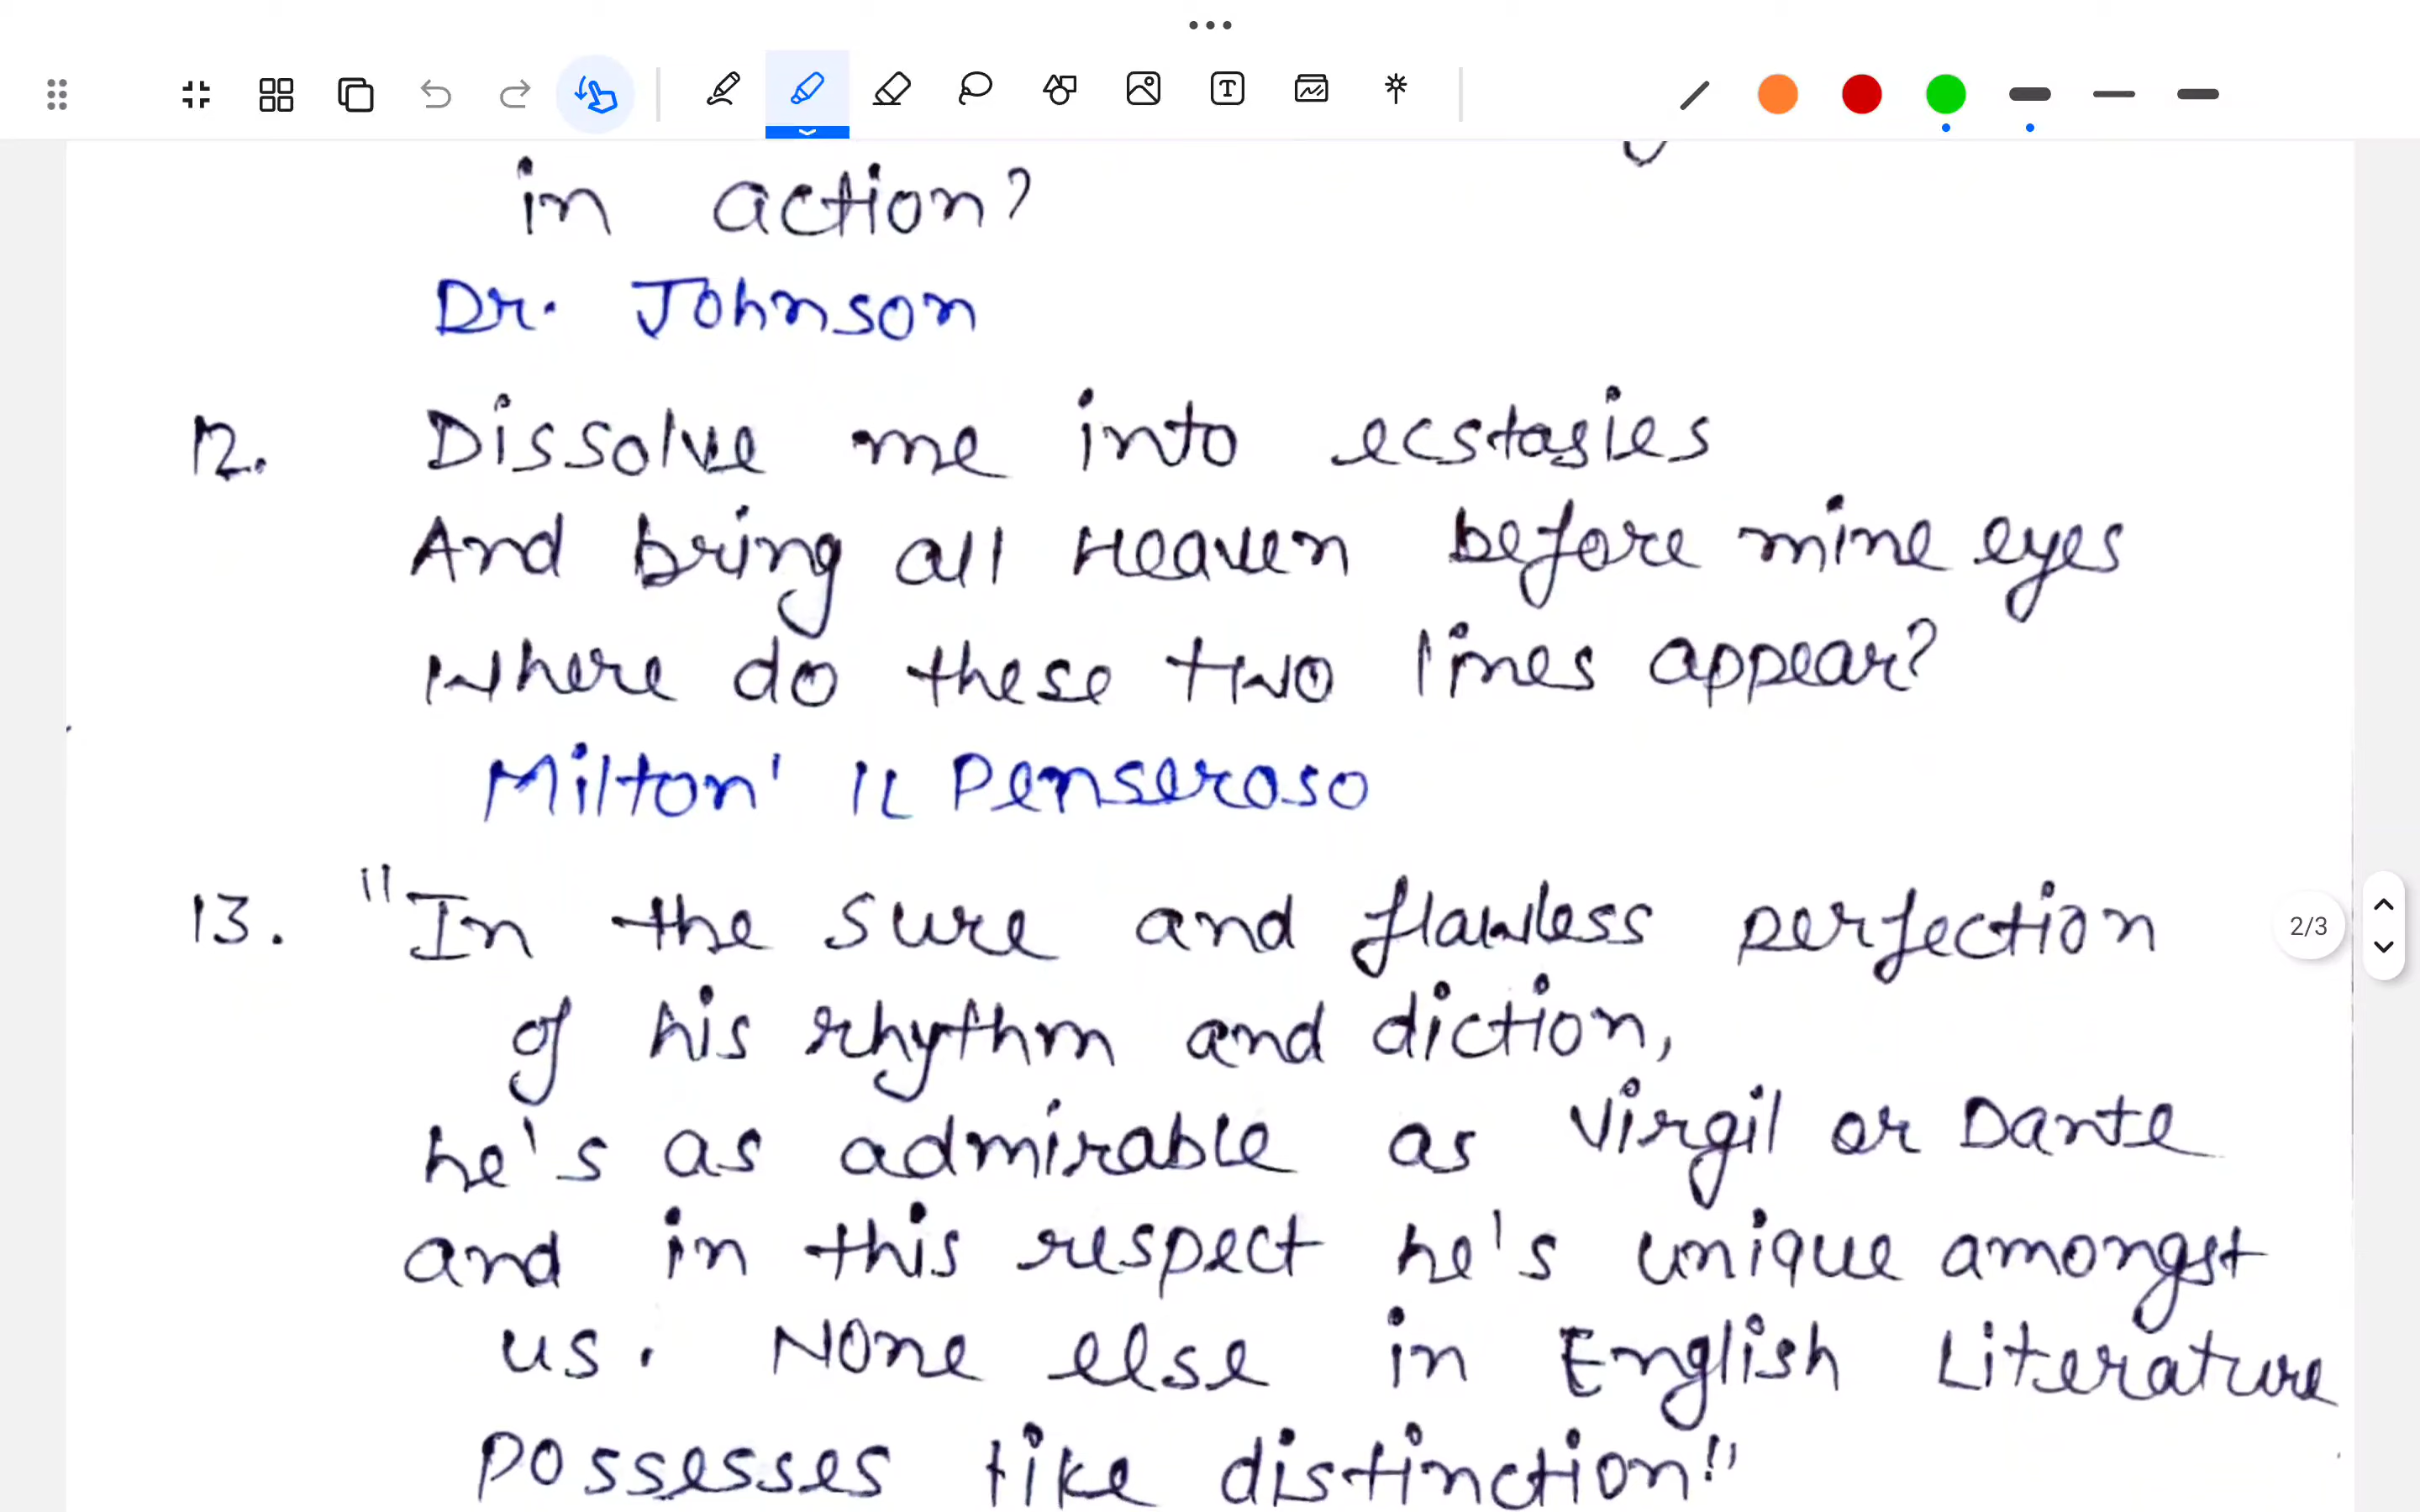 in action?
Dr. Johnson
12. Dissolve me into ecstasies
And bring all Heaven before mine eyes
Where do these two lines appear?
Milton' IL Penseroso
13. "In the sure and flawless perfection
of his rhythm and diction,
he's as admirable as Virgil or Dante
and in this respect he's unique amongst
us. None else in English Literature
2/3
possesses like distinction!"